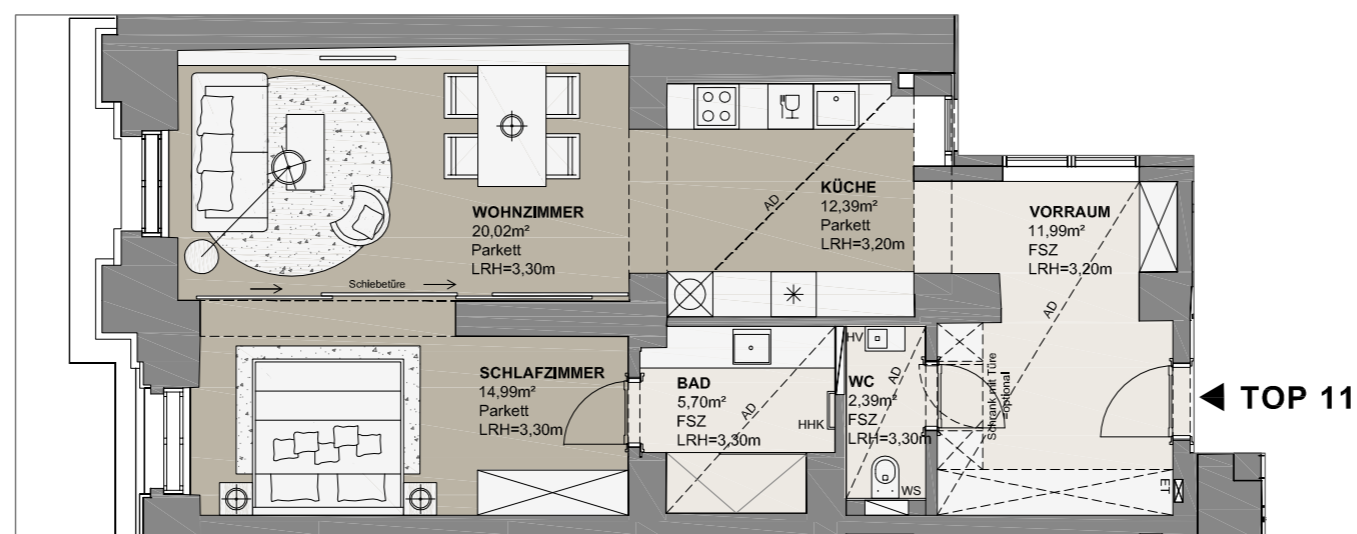 WOHNZIMMER
20,02m²
Parkett
LRH=3,30m
AD
KÜCHE
12,39m²
Parkett
LRH=3,20m
VORRAUM
11,99m²
FSZ
LRH=3,20m
AD
Schiebetüre
SCHLAFZIMMER
14,99m²
Parkett
LRH=3,30m
BAD
5,70m²
FSZ
LRH=3,30m
AD
HHK
HV
WC
2,39m²
FSZ
LRH=3,30m
AD
WS
Schrank mit Türe
=optional
ET
TOP 11